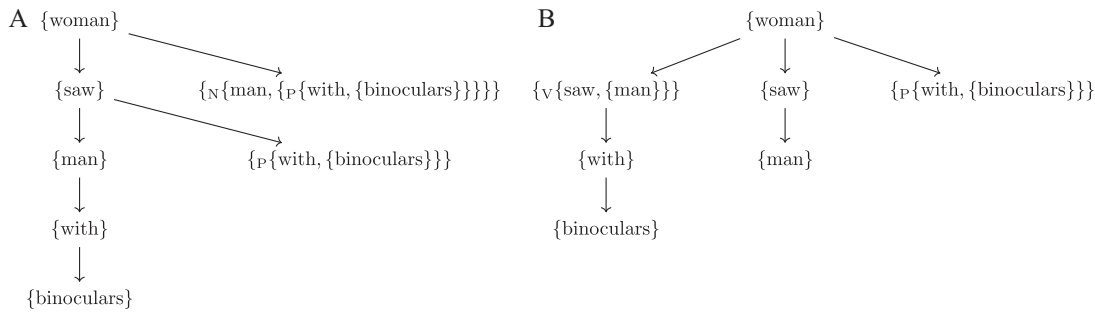 A {woman}
{saw} {N{man, {P{with, {binoculars}}}}}
{man} {P{with, {binoculars}}}
{with}
{binoculars}
B {woman}
{V{saw, {man}}} {saw} {P{with, {binoculars}}}
{with} {man}
{binoculars}